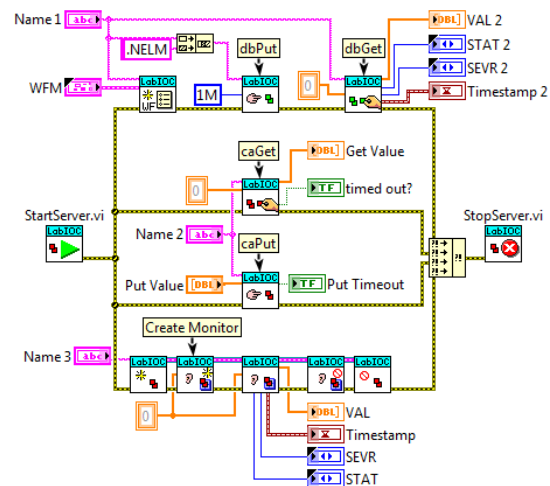 Name 1
abc
.NELM
dbPut
dbGet
DBL
VAL 2
STAT 2
SEVR 2
Timestamp 2
WFM
LabIOC
WF
1M
LabIOC
0
LabIOC
caGet
LabIOC
0
DBL
Get Value
TF
timed out?
StartServer.vi
LabIOC
Name 2
abc
StopServer.vi
LabIOC
caPut
LabIOC
Put Value
DBL
TF
Put Timeout
Create Monitor
Name 3
abc
LabIOC
LabIOC
LabIOC
LabIOC
LabIOC
0
DBL
VAL
Timestamp
SEVR
STAT